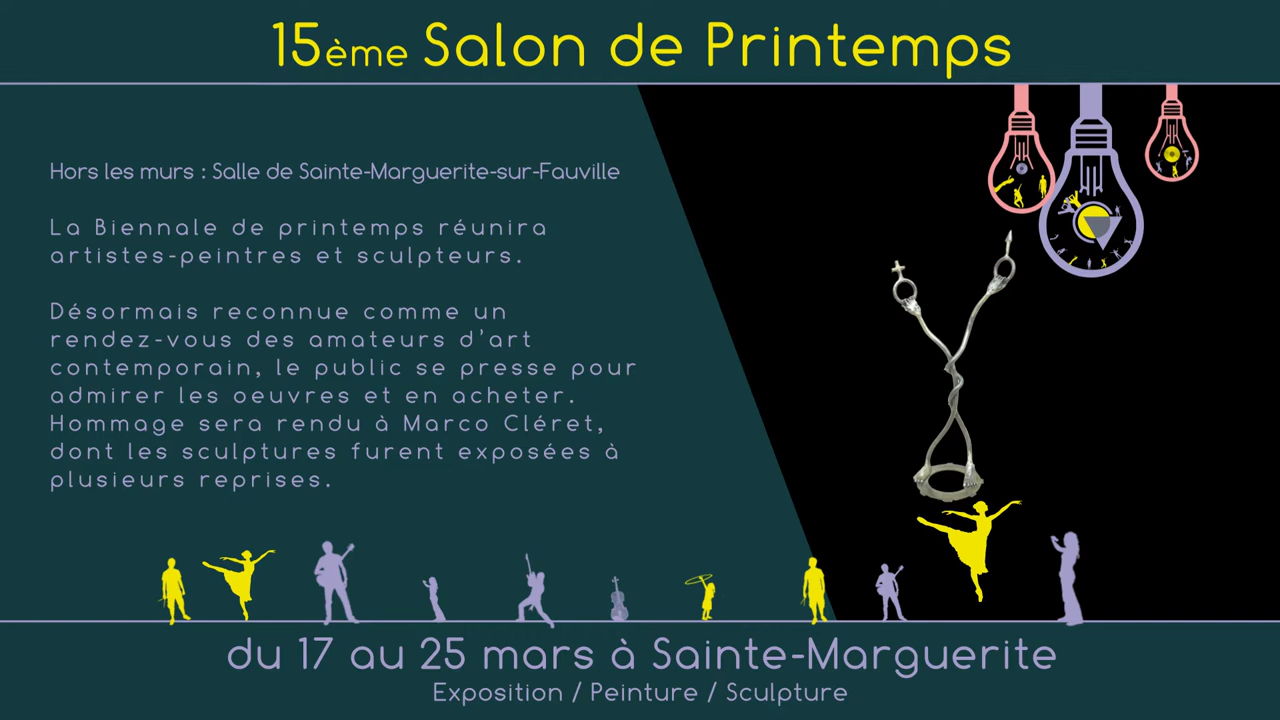 15ème Salon de Printemps
Hors les murs : Salle de Sainte-Marguerite-sur-Fauville
La Biennale de printemps réunira
artistes-peintres et sculpteurs.
Désormais reconnue comme un
rendez-vous des amateurs d'art
contemporain, le public se presse pour
admirer les oeuvres et en acheter.
Hommage sera rendu à Marco Cléret,
dont les sculptures furent exposées à
plusieurs reprises.
du 17 au 25 mars à Sainte-Marguerite
Exposition / Peinture / Sculpture